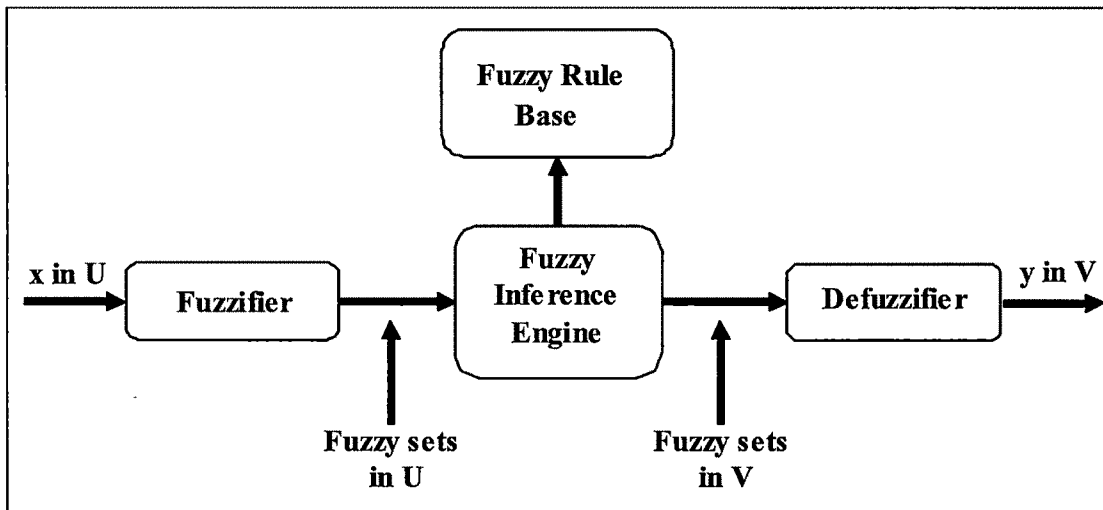 Fuzzy Rule
Base
x in U
Fuzzifier
Fuzzy
Inference
Engine
Defuzzifier
y in V
Fuzzy sets
in U
Fuzzy sets
in V